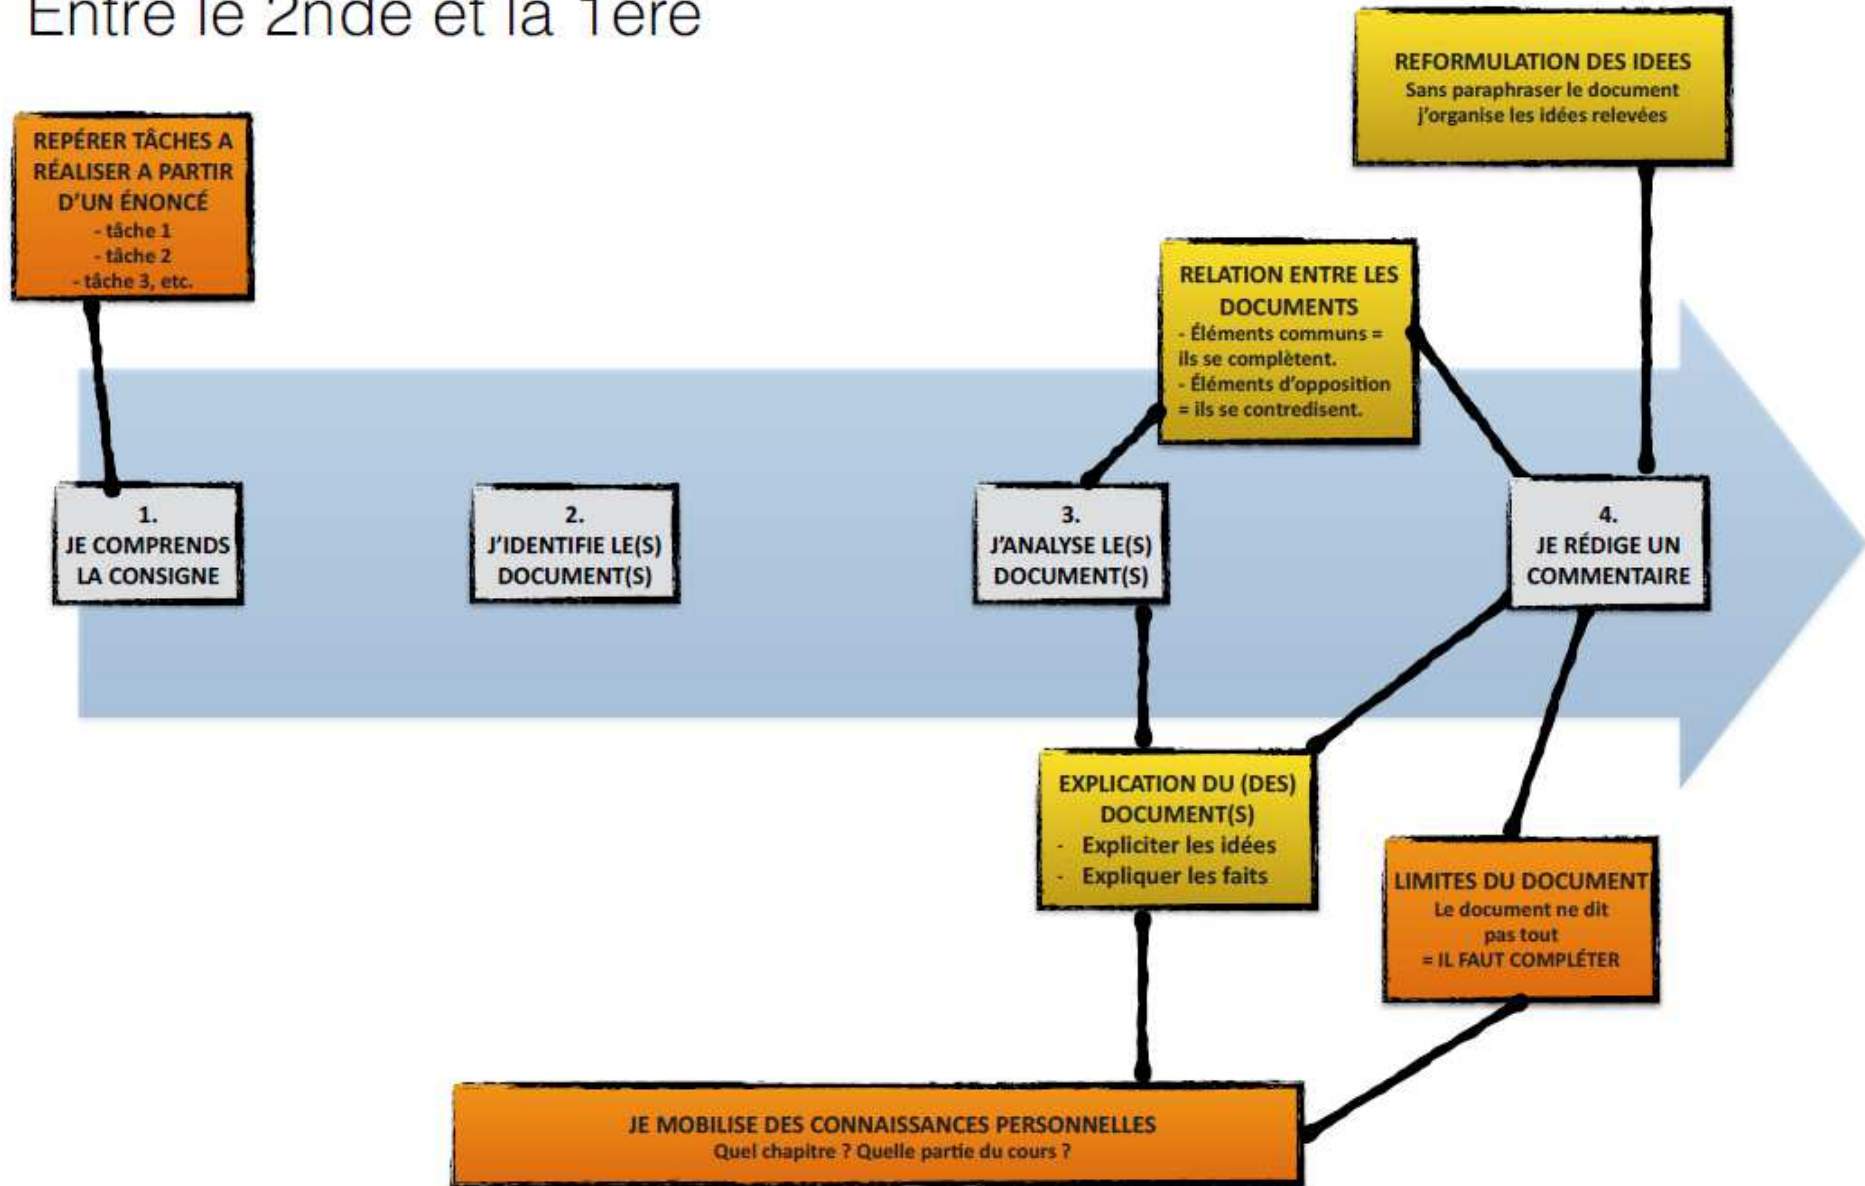 Entre le 2nde et la 1ère
REFORMULATION DES IDEES
Sans paraphraser le document
j'organise les idées relevées
REPÉRER TÂCHES A
RÉALISER A PARTIR
D'UN ÉNONCÉ
- tâche 1
- tâche 2
- tâche 3, etc.
RELATION ENTRE LES
DOCUMENTS
- Éléments communs =
ils se complètent.
- Éléments d'opposition
= ils se contredisent.
1.
JE COMPRENDS
LA CONSIGNE
2.
J'IDENTIFIE LE(S)
DOCUMENT(S)
3.
J'ANALYSE LE(S)
DOCUMENT(S)
4.
JE RÉDIGE UN
COMMENTAIRE
EXPLICATION DU (DES)
DOCUMENT(S)
- Expliciter les idées
- Expliquer les faits
LIMITES DU DOCUMENT
Le document ne dit
pas tout
= IL FAUT COMPLÉTER
JE MOBILISE DES CONNAISSANCES PERSONNELLES
Quel chapitre ? Quelle partie du cours ?